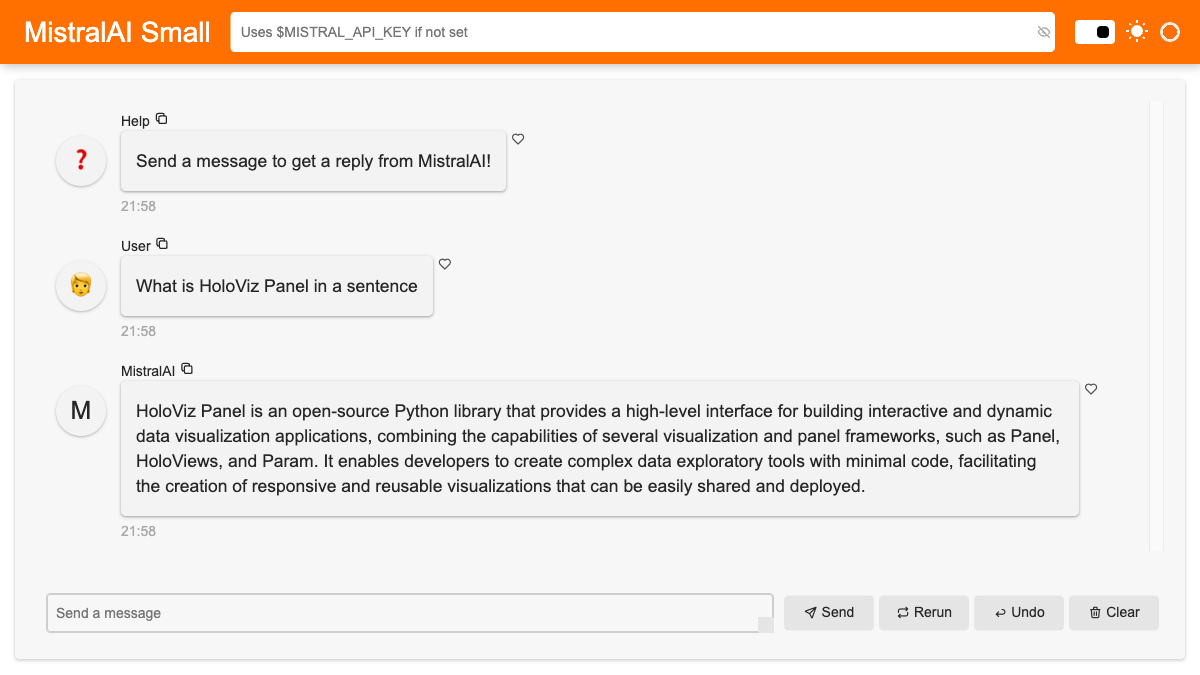 MistralAI Small
Uses $MISTRAL_API_KEY if not set
Help
Send a message to get a reply from MistralAI!
21:58
User
What is HoloViz Panel in a sentence
21:58
MistralAI
M
HoloViz Panel is an open-source Python library that provides a high-level interface for building interactive and dynamic
data visualization applications, combining the capabilities of several visualization and panel frameworks, such as Panel,
HoloViews, and Param. It enables developers to create complex data exploratory tools with minimal code, facilitating
the creation of responsive and reusable visualizations that can be easily shared and deployed.
21:58
Send a message
Send
Rerun
Undo
Clear